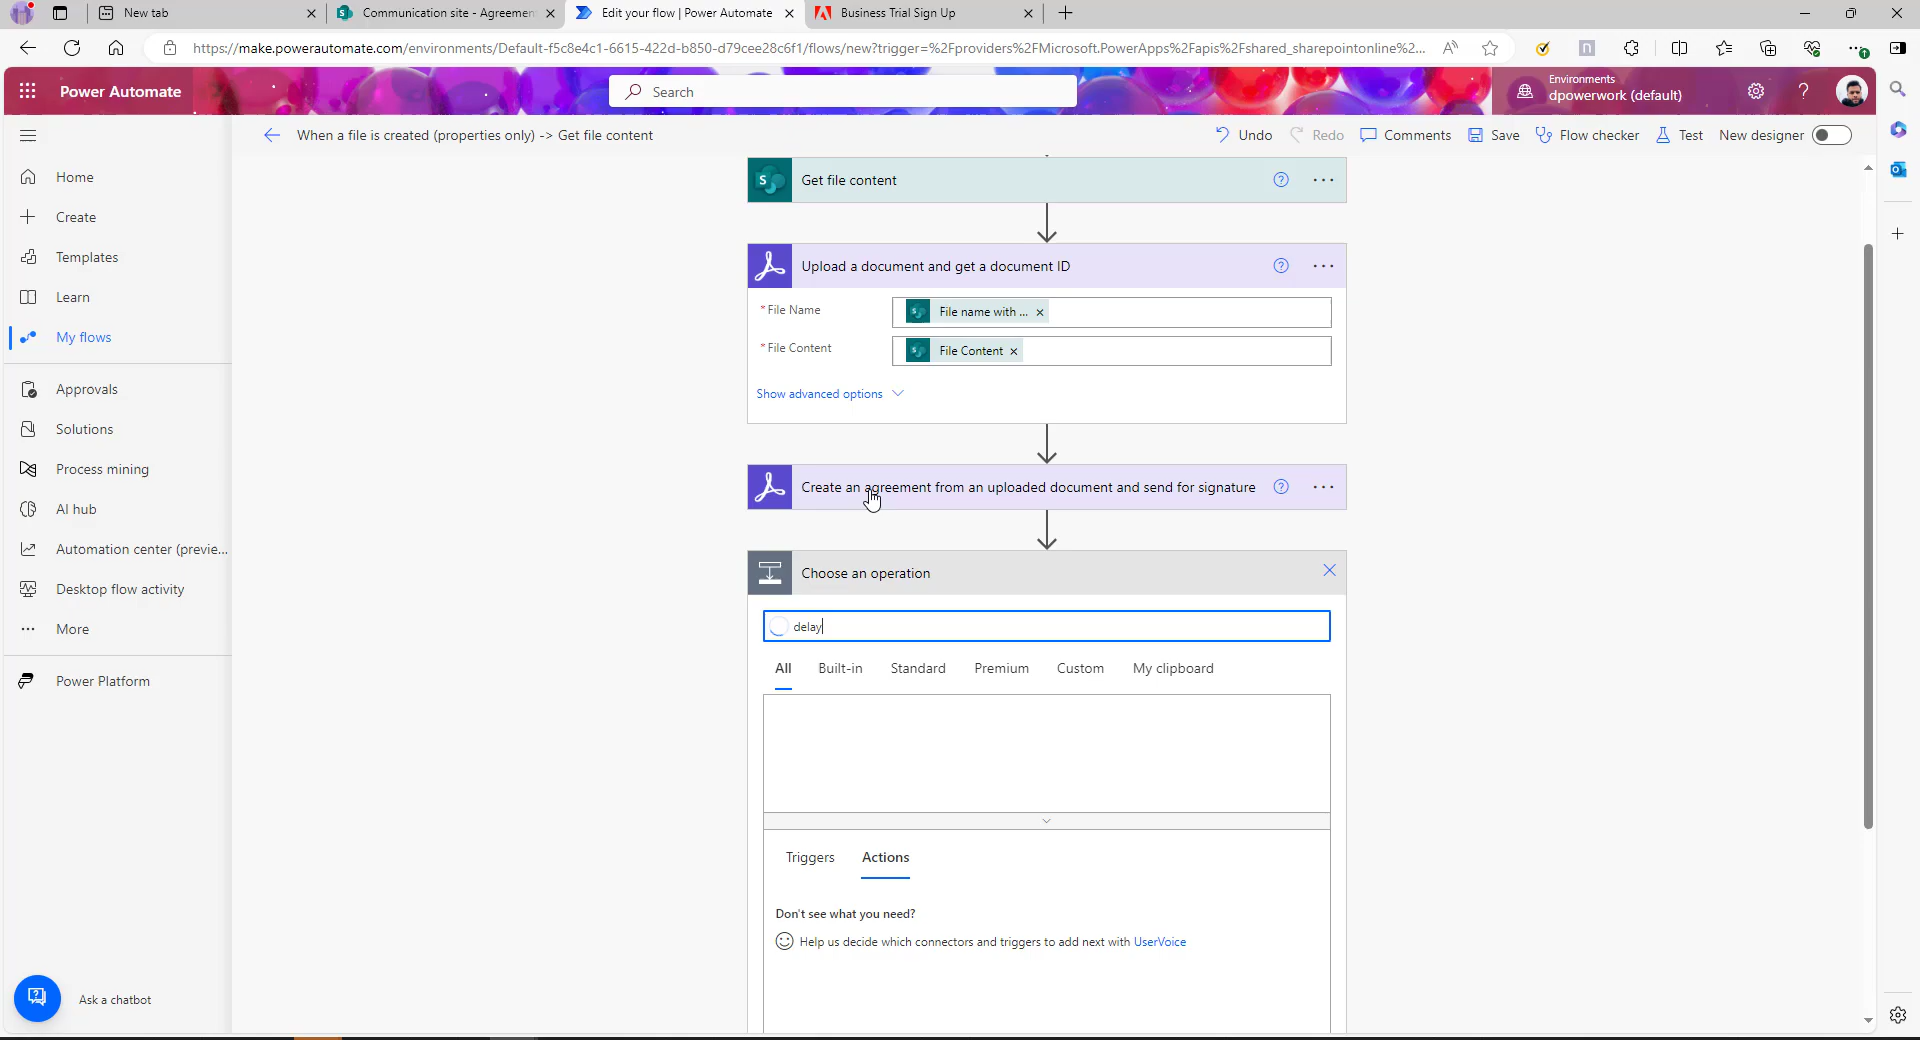 New tab
Communication site - Agreemen
Edit your flow | Power Automate
Business Trial Sign Up
https://make.powerautomate.com/environments/Default-f5c8e4c1-6615-422d-b850-d79cee28c6f1/flows/new?trigger=%2Fproviders%2FMicrosoft.PowerApps%2Fapis%2Fshared_sharepointonline%2...
Power Automate
Search
Environments
dpowerwork (default)
When a file is created (properties only) -> Get file content
Undo
Redo
Comments
Save
Flow checker
Test
New designer
Home
Create
Templates
Learn
My flows
Approvals
Solutions
Process mining
AI hub
Automation center (previe...
Desktop flow activity
More
Power Platform
Ask a chatbot
Get file content
Upload a document and get a document ID
* File Name
File name with ...
* File Content
File Content
Show advanced options
Create an agreement from an uploaded document and send for signature
Choose an operation
delay
All
Built-in
Standard
Premium
Custom
My clipboard
Triggers
Actions
Don't see what you need?
Help us decide which connectors and triggers to add next with UserVoice